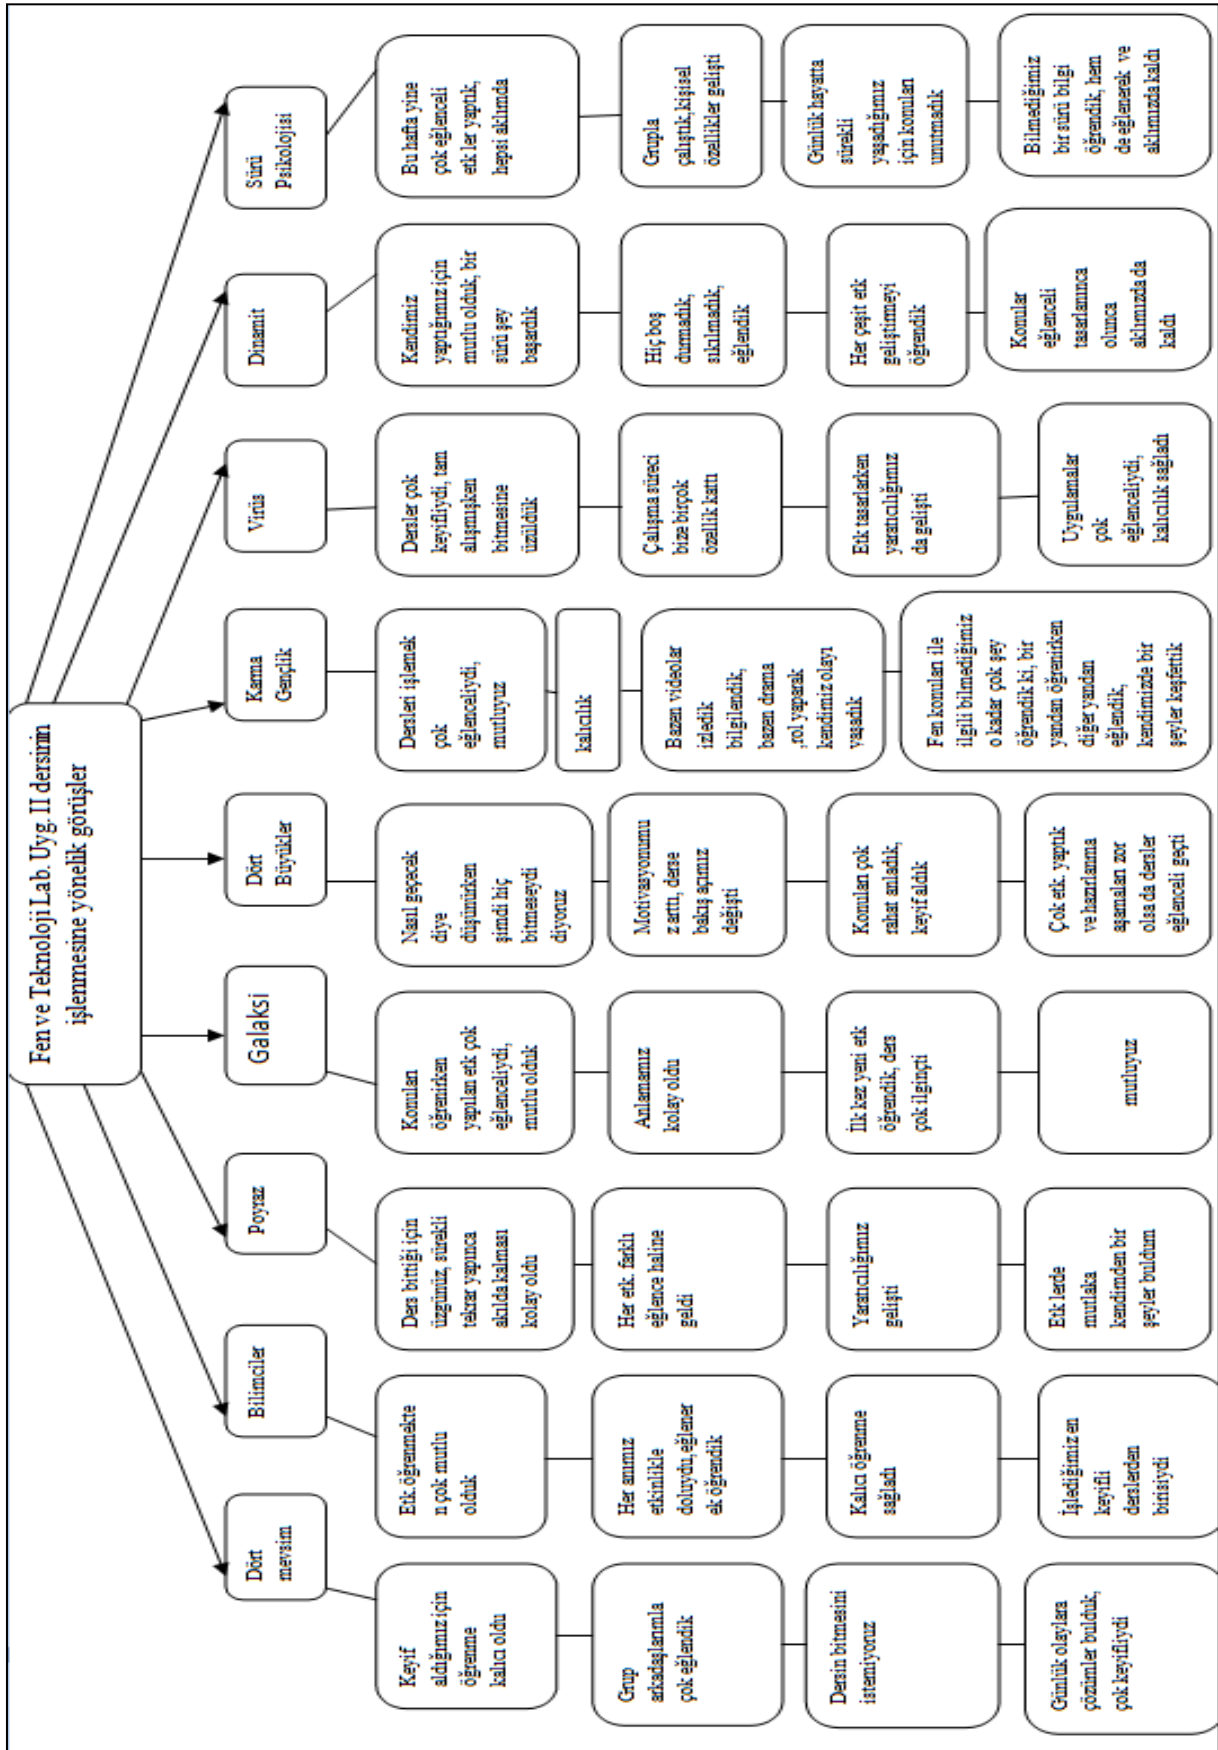 Fen ve Teknoloji Lab. Uyg. II dersinin
işlenmesine yönelik görüşler
Dört
mevsim
Keyif
aldığımız için
öğrenme
kalıcı oldu
Grup
arkadaşlarımla
çok eğlendik
Dersin bitmesini
istemiyoruz
Günlük olaylara
çözümler bulduk,
çok keyifliydi
Bilimciler
Etk öğrenmekte
n çok mutlu
olduk
Her anımız
etkinlikle
doluydu, eğlener
ek öğrendik
Kalıcı öğrenme
sağladı
İşlediğimiz en
keyifli
derslerden
birisiydi
Poyraz
Ders bittiği için
üzgünüz, sürekli
tekrar yapınca
akılda kalması
kolay oldu
Her etk. farklı
eğlence haline
geldi
Yaratıcılığımız
gelişti
Etk lerde
mutlaka
kendimden bir
şeyler buldum
Galaksi
Konuları
öğrenirken
yapılan etk çok
eğlenceliydi,
mutlu olduk
Anlamamız
kolay oldu
İlk kez yeni etk
öğrendik, ders
çok ilginçti
mutluyuz
Dört
Büyükler
Nasıl geçecek
diye
düşünürken
şimdi hiç
bitmeseydi
diyoruz
Motivasyonumu
z arttı, derse
bakış açımız
değişti
Konuları çok
rahat anladık,
keyif aldık
Çok etk. yaptık
ve hazırlanma
aşamaları zor
olsa da dersler
eğlenceli geçti
Karma
Gençlik
Dersleri işlemek
çok
eğlenceliydi,
mutluyuz
kalıcılık
Bazen videolar
izledik
bilgilendik,
bazen drama
,rol yaparak
kendimiz olayı
yaşadık
Fen konuları ile
ilgili bilmediğimiz
o kadar çok şey
öğrendik ki, bir
yandan öğrenirken
diğer yandan
eğlendik,
kendimizde bir
şeyler keşfettik
Virüs
Dersler çok
keyifliydi, tam
alışmışken
bitmesine
üzüldük
Çalışma süreci
bize birçok
özellik kattı
Etk tasarlarken
yaratıcılığımız
da gelişti
Uygulamalar
çok
eğlenceliydi,
kalıcılık sağladı
Dinamit
Kendimiz
yaptığımız için
mutlu olduk, bir
sürü şey
başardık
Hiç boş
durmadık,
sıkılmadık,
eğlendik
Her çeşit etk
geliştirmeyi
öğrendik
Konular
eğlenceli
tasarlanınca
olunca
aklımızda da
kaldı
Sürü
Psikolojisi
Bu hafta yine
çok eğlenceli
etk ler yaptık,
hepsi aklımda
Grupla
çalıştık,kişisel
özellikler gelişti
Günlük hayatta
sürekli
yaşadığımız
için konuları
unutmadık
Bilmediğimiz
bir sürü bilgi
öğrendik, hem
de eğlenerek ve
aklımızda kaldı